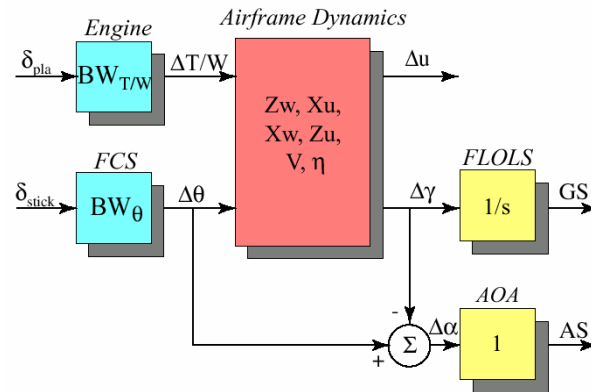 Engine
Airframe Dynamics
δpla
BW T/W
ΔT/W
Δu
Zw, Xu,
Xw, Zu,
V, η
FCS
FLOLS
δstick
BWθ
Δθ
Δγ
1/s
GS
AOA
-
+
Σ
Δα
1
AS